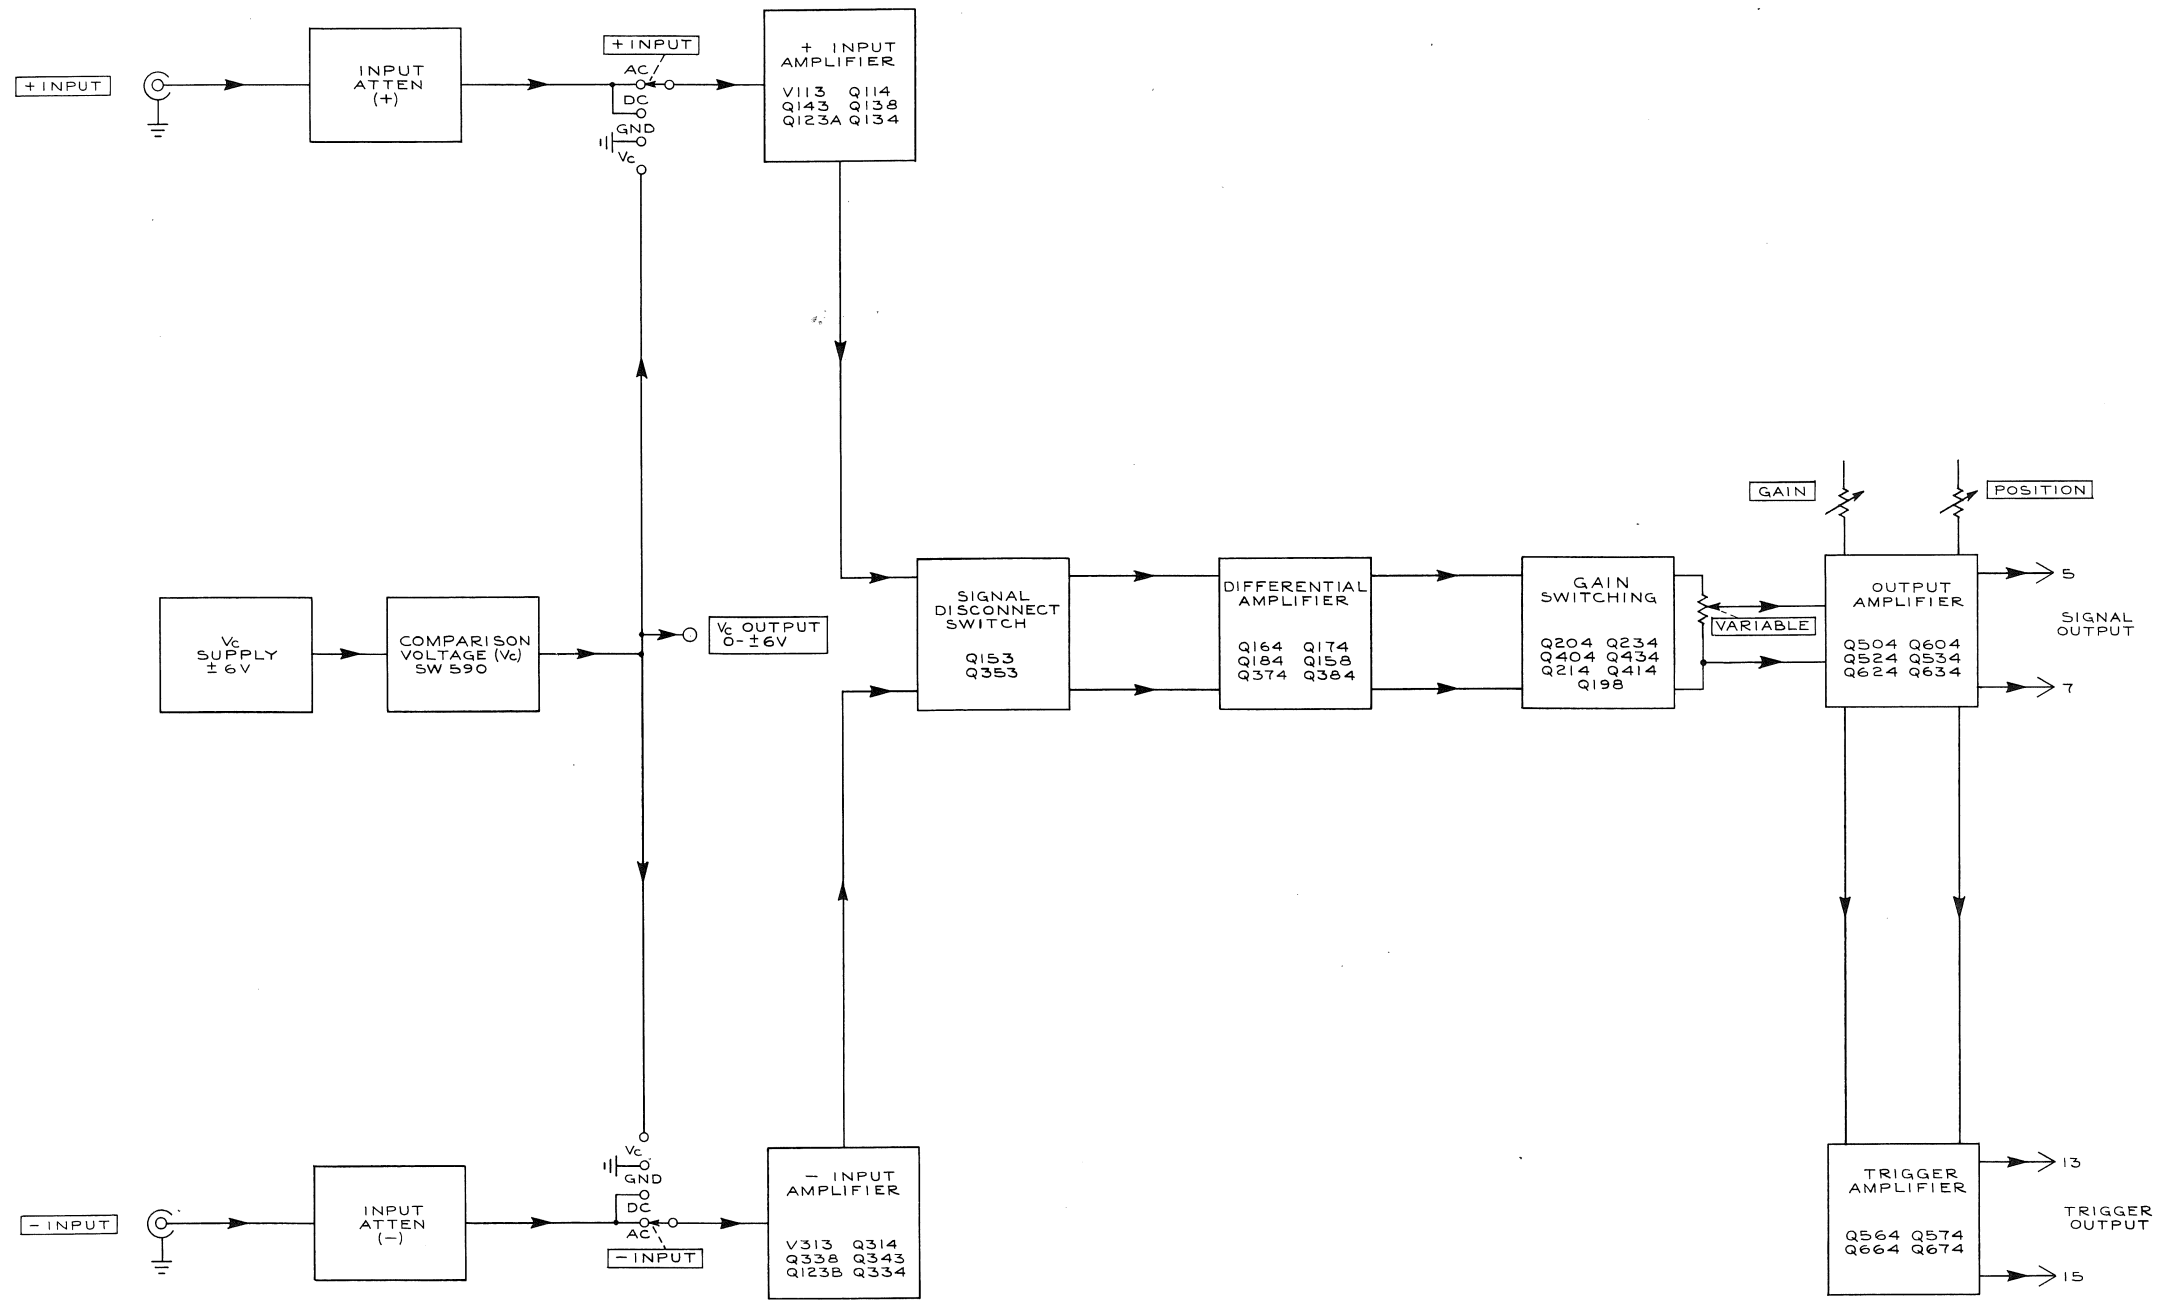 + INPUT
INPUT
ATTEN
(+)
+ INPUT
AC
DC
GND
Vc
+ INPUT
AMPLIFIER
V113 Q114
Q143 Q138
Q123A Q134
Vc
SUPPLY
± 6V
COMPARISON
VOLTAGE (Vc)
SW 590
Vc OUTPUT
0-±6V
SIGNAL
DISCONNECT
SWITCH
Q153
Q353
DIFFERENTIAL
AMPLIFIER
Q164 Q174
Q184 Q158
Q374 Q384
GAIN
SWITCHING
Q204 Q234
Q404 Q434
Q214 Q414
Q198
VARIABLE
GAIN
POSITION
OUTPUT
AMPLIFIER
Q504 Q604
Q524 Q534
Q624 Q634
5
SIGNAL
OUTPUT
7
- INPUT
INPUT
ATTEN
(-)
Vc
GND
DC
AC
- INPUT
- INPUT
AMPLIFIER
V313 Q314
Q338 Q343
Q123B Q334
TRIGGER
AMPLIFIER
Q564 Q574
Q664 Q674
13
TRIGGER
OUTPUT
15